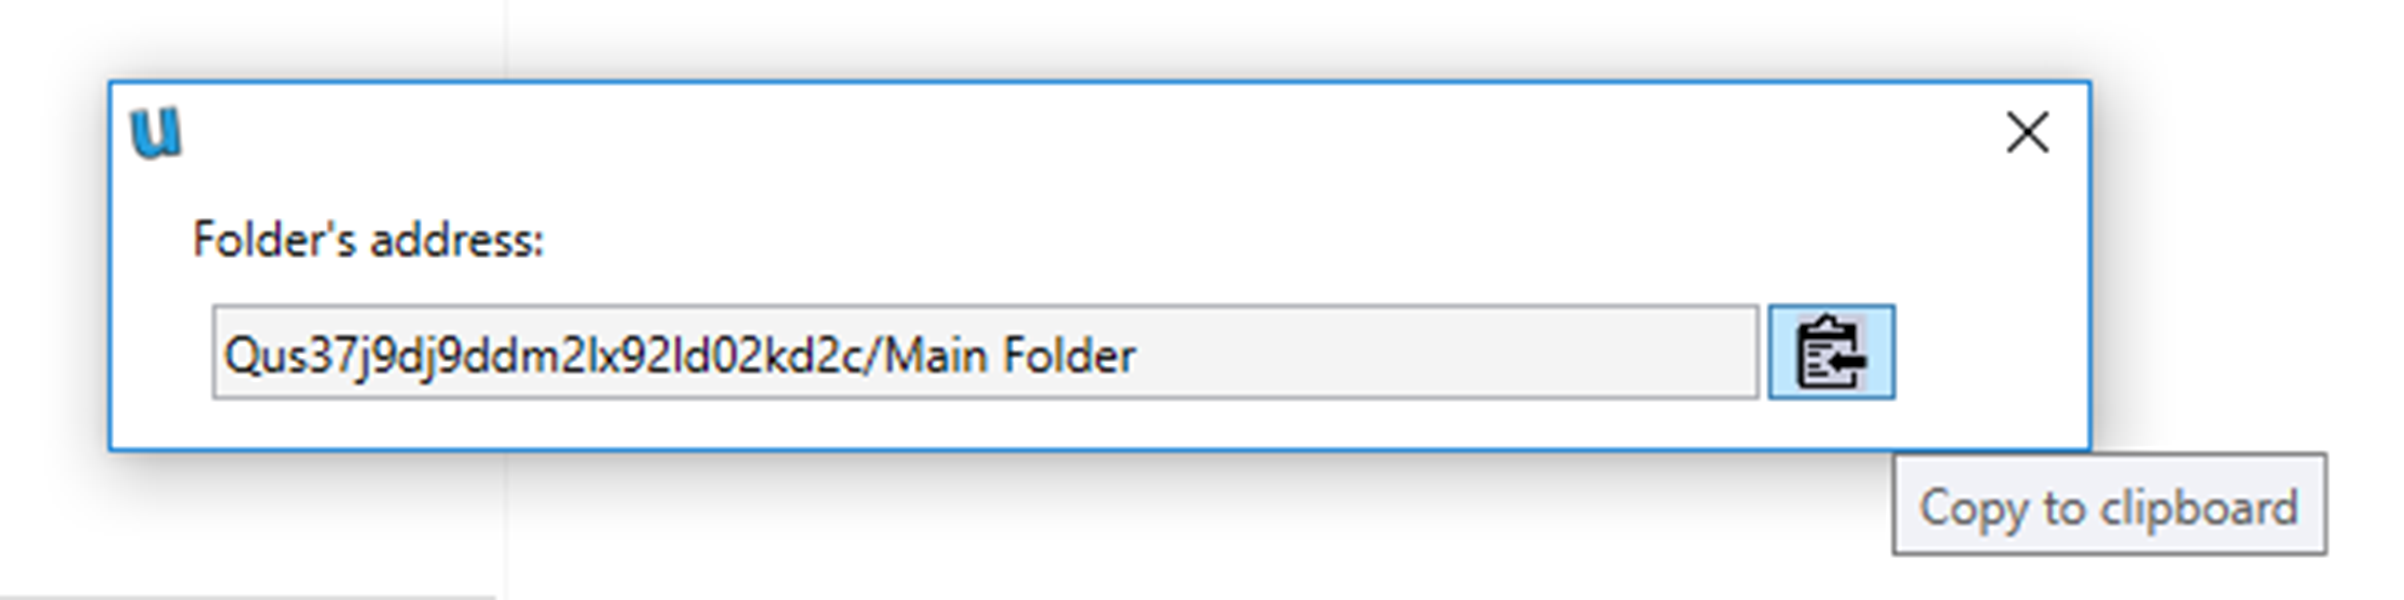 u
Folder's address:
Qus37j9dj9ddm2lx92ld02kd2c/Main Folder
Copy to clipboard